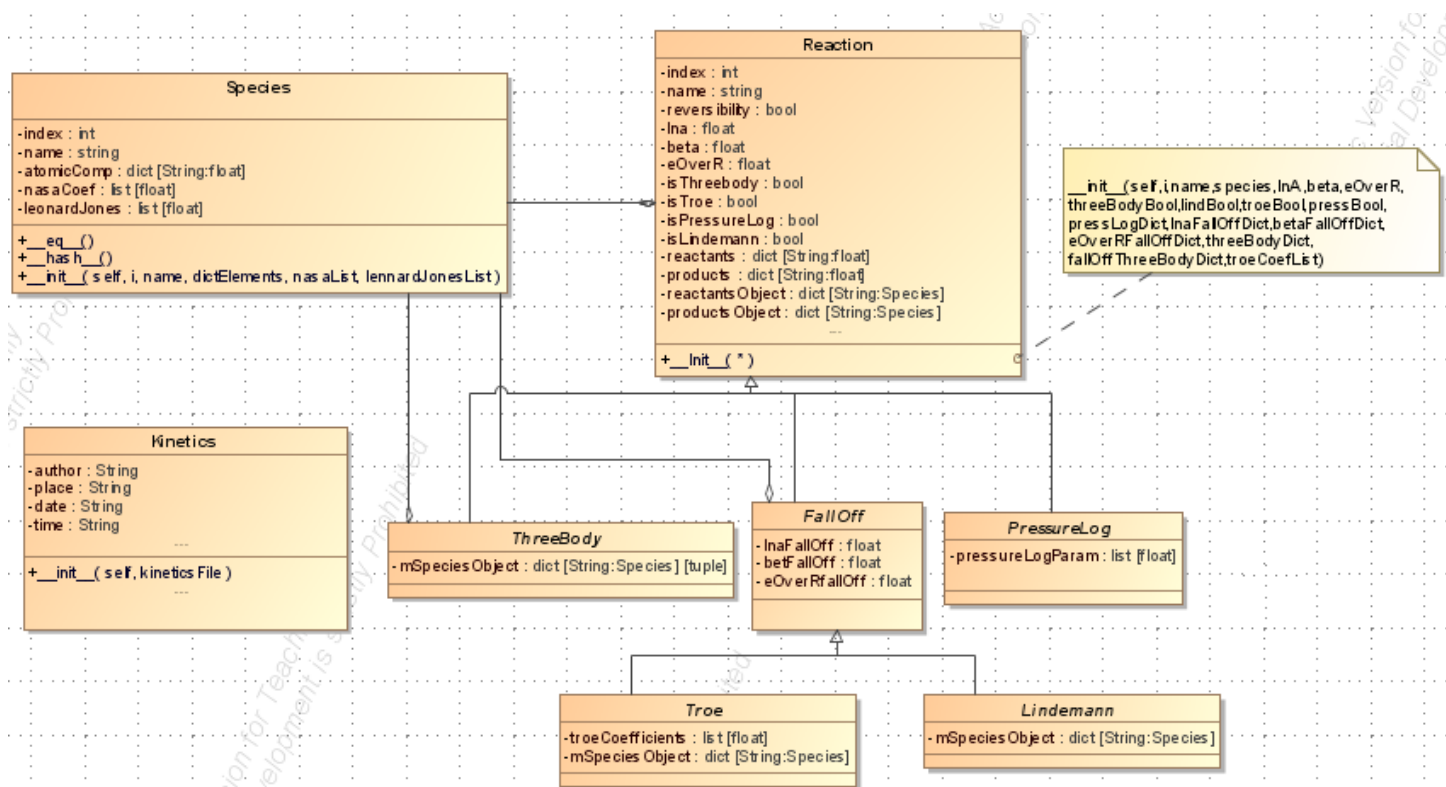 Species
-index : int
-name : string
-atomicComp : dict [String:float]
-nasaCoef : list [float]
-leonardJones : list [float]
+__eq__()
+__hash__()
+__init__( self, i, name, dictElements, nasaList, lennardJonesList )
Reaction
-index : int
-name : string
-reversibility : bool
-lna : float
-beta : float
-eOverR : float
-isThreebody : bool
-isTroe : bool
-isPressureLog : bool
-isLindemann : bool
-reactants : dict [String:float]
-products : dict [String:float]
-reactantsObject : dict [String:Species]
-productsObject : dict [String:Species]
...
+__Init__( * )
__init__(self,i,name,species,lnA,beta,eOverR,
threeBodyBool,lindBool,troeBool,pressBool,
pressLogDict,lnaFallOffDict,betaFallOffDict,
eOverRFallOffDict,threeBodyDict,
fallOffThreeBodyDict,troeCoefList)
Kinetics
-author : String
-place : String
-date : String
-time : String
...
+__init__( self, kineticsFile )
...
ThreeBody
-mSpeciesObject : dict [String:Species] [tuple]
FallOff
-lnaFallOff : float
-betFallOff : float
-eOverRfallOff : float
PressureLog
-pressureLogParam : list [float]
Troe
-troeCoefficients : list [float]
-mSpeciesObject : dict [String:Species]
Lindemann
-mSpeciesObject : dict [String:Species]
strictly Prohibited
Version for
Development is